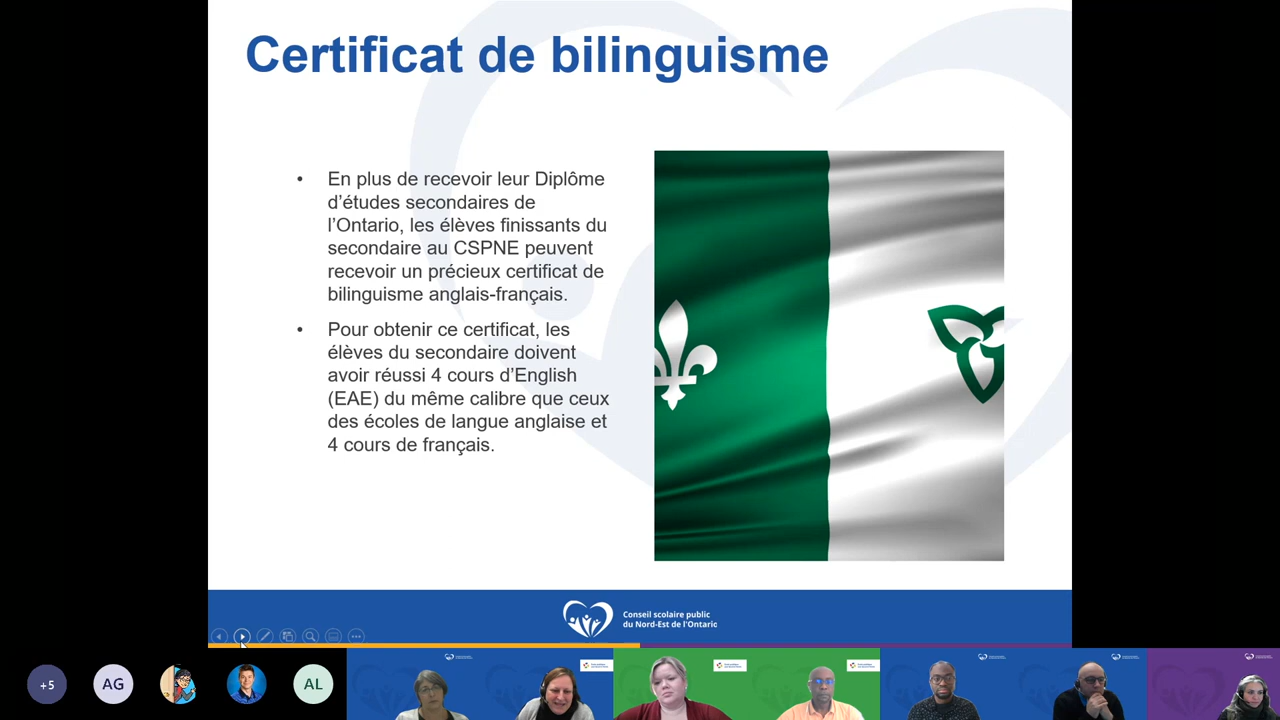 Certificat de bilinguisme
• En plus de recevoir leur Diplôme
d’études secondaires de
l’Ontario, les élèves finissants du
secondaire au CSPNE peuvent
recevoir un précieux certificat de
bilinguisme anglais-français.
• Pour obtenir ce certificat, les
élèves du secondaire doivent
avoir réussi 4 cours d’English
(EAE) du même calibre que ceux
des écoles de langue anglaise et
4 cours de français.
Conseil scolaire public
du Nord-Est de l'Ontario
+5
AG
AL